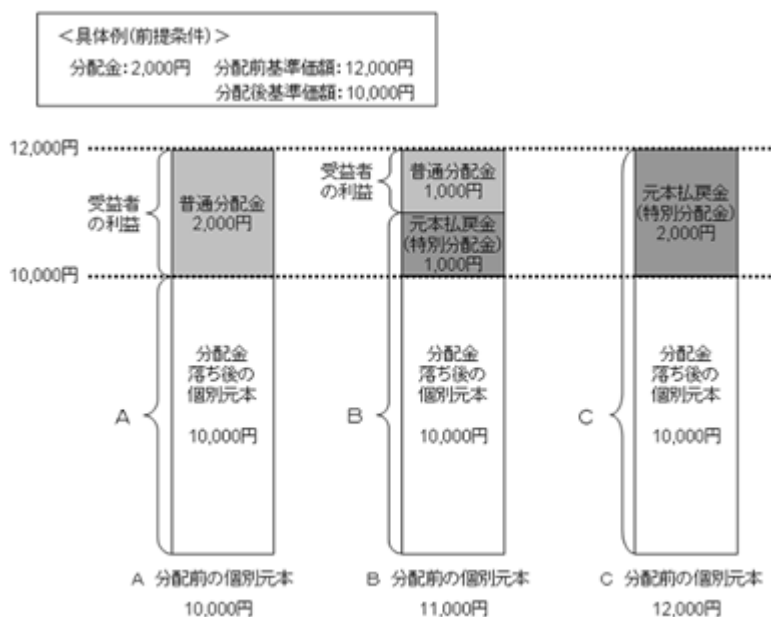 ＜具体例(前提条件)＞
分配金：2,000円　分配前基準価額：12,000円
分配後基準価額：10,000円
12,000円
受益者
の利益
普通分配金
2,000円
10,000円
A
分配金
落ち後の
個別元本
10,000円
A 分配前の個別元本
10,000円
受益者
の利益
普通分配金
1,000円
元本払戻金
(特別分配金)
1,000円
B
分配金
落ち後の
個別元本
10,000円
B 分配前の個別元本
11,000円
元本払戻金
(特別分配金)
2,000円
C
分配金
落ち後の
個別元本
10,000円
C 分配前の個別元本
12,000円